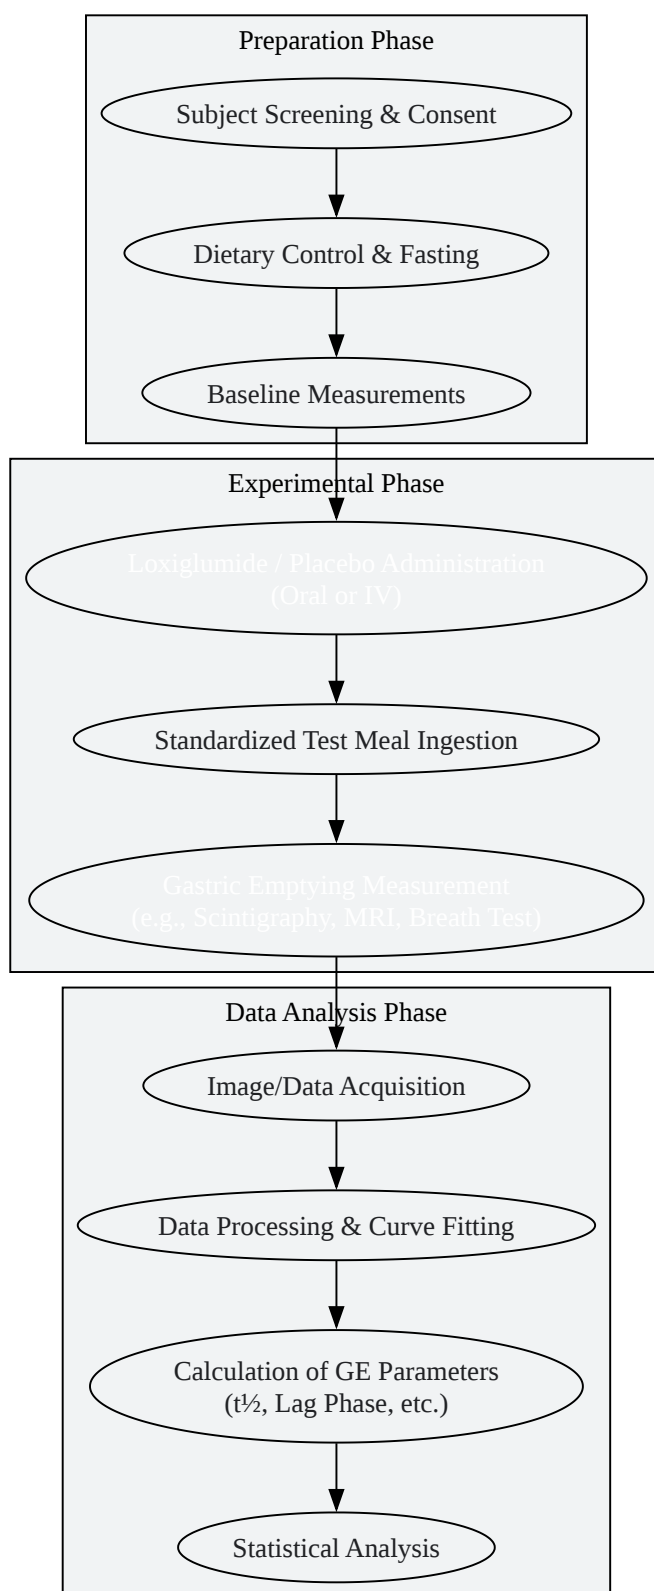 Preparation Phase
Subject Screening & Consent
Dietary Control & Fasting
Baseline Measurements
Experimental Phase
Loxiglumide / Placebo Administration
(Oral or IV)
Standardized Test Meal Ingestion
Gastric Emptying Measurement
(e.g., Scintigraphy, MRI, Breath Test)
Data Analysis Phase
Image/Data Acquisition
Data Processing & Curve Fitting
Calculation of GE Parameters
(t½, Lag Phase, etc.)
Statistical Analysis